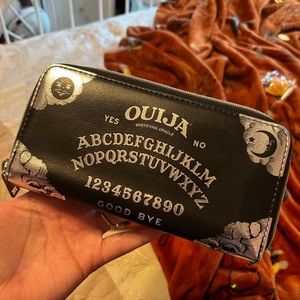 OUIJA
YES NO
MYSTIFYING ORACLE
ABCDEFGHIJKLM
NOPQRSTUVWXYZ
1234567890
GOOD BYE